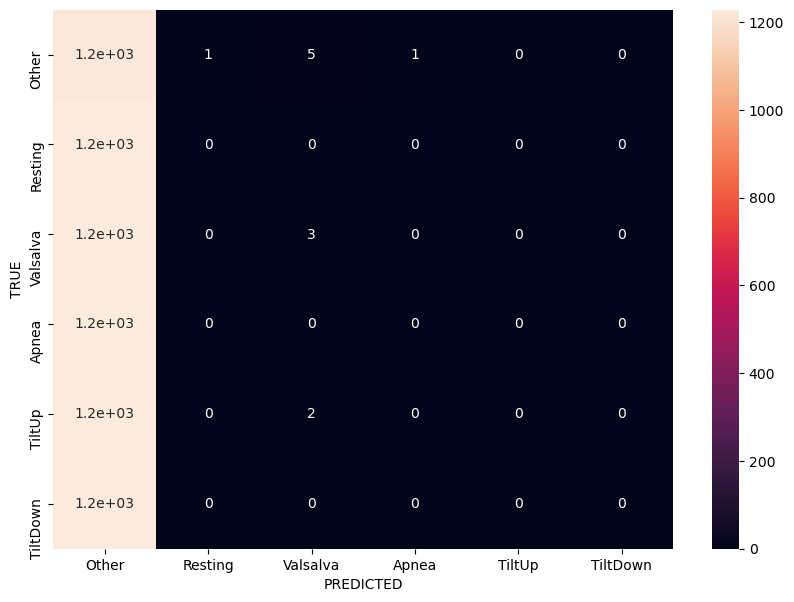 Other 1.2e+03 1 5 1 0 0
Resting 1.2e+03 0 0 0 0 0
Valsalva 1.2e+03 0 3 0 0 0
Apnea 1.2e+03 0 0 0 0 0
TiltUp 1.2e+03 0 2 0 0 0
TiltDown 1.2e+03 0 0 0 0 0
TRUE
Other Resting Valsalva Apnea TiltUp TiltDown
PREDICTED
1200
1000
800
600
400
200
0